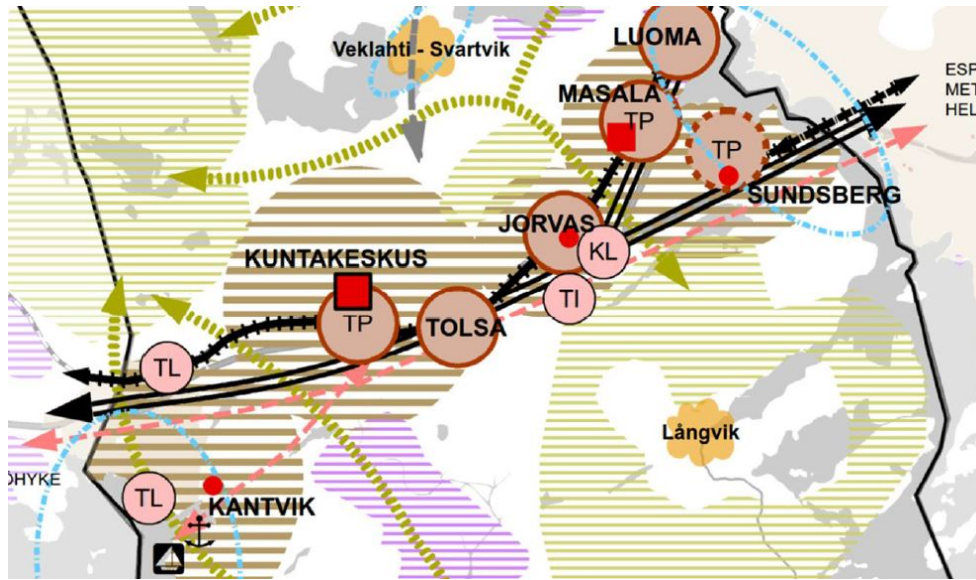 LUOMA
Veklahti - Svartvik
ESP
MET
HEL
MASALA
TP
TP
SUNDSBERG
JORVAS
KL
KUNTAKESKUS
TI
TP
TOLSA
TL
Långvik
ÖHYKE
TL
KANTVIK